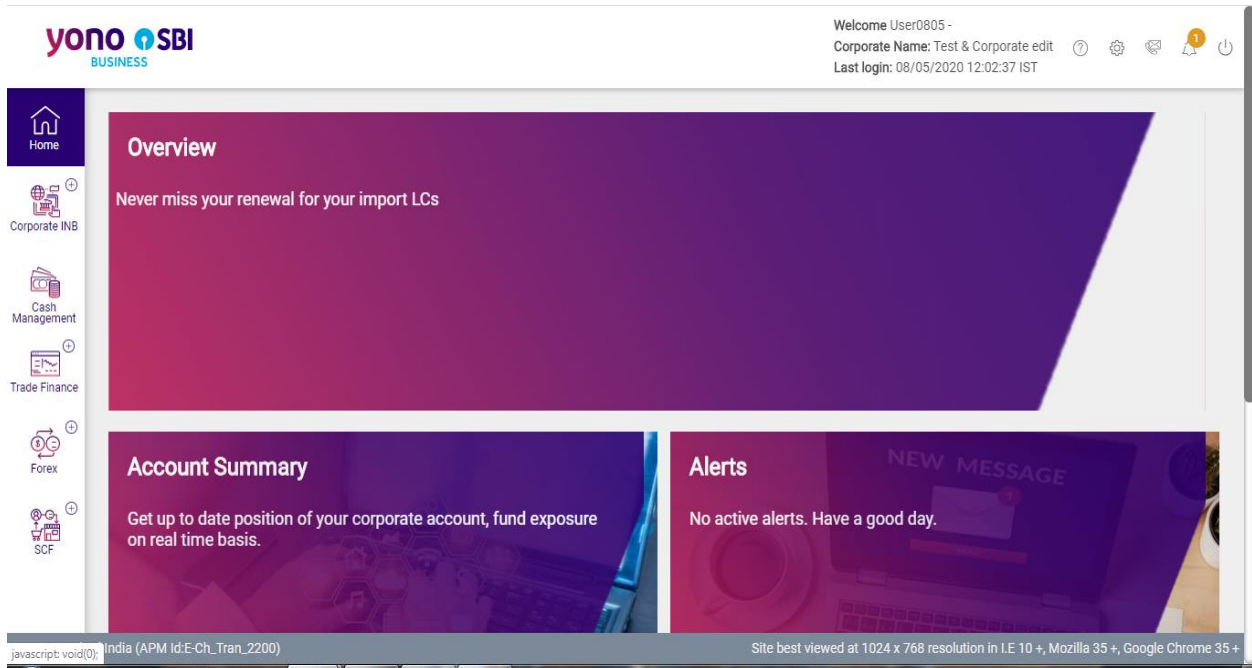 yono SBI
BUSINESS
Welcome User0805 -
Corporate Name: Test & Corporate edit
Last login: 08/05/2020 12:02:37 IST
1
Home
Corporate INB
Cash
Management
Trade Finance
Forex
SCF
Overview
Never miss your renewal for your import LCs
Account Summary
Get up to date position of your corporate account, fund exposure
on real time basis.
Alerts
NEW MESSAGE
1
No active alerts. Have a good day.
javascript: void(0);
India (APM Id:E-Ch_Tran_2200)
Site best viewed at 1024 x 768 resolution in I.E 10 +, Mozilla 35 +, Google Chrome 35 +